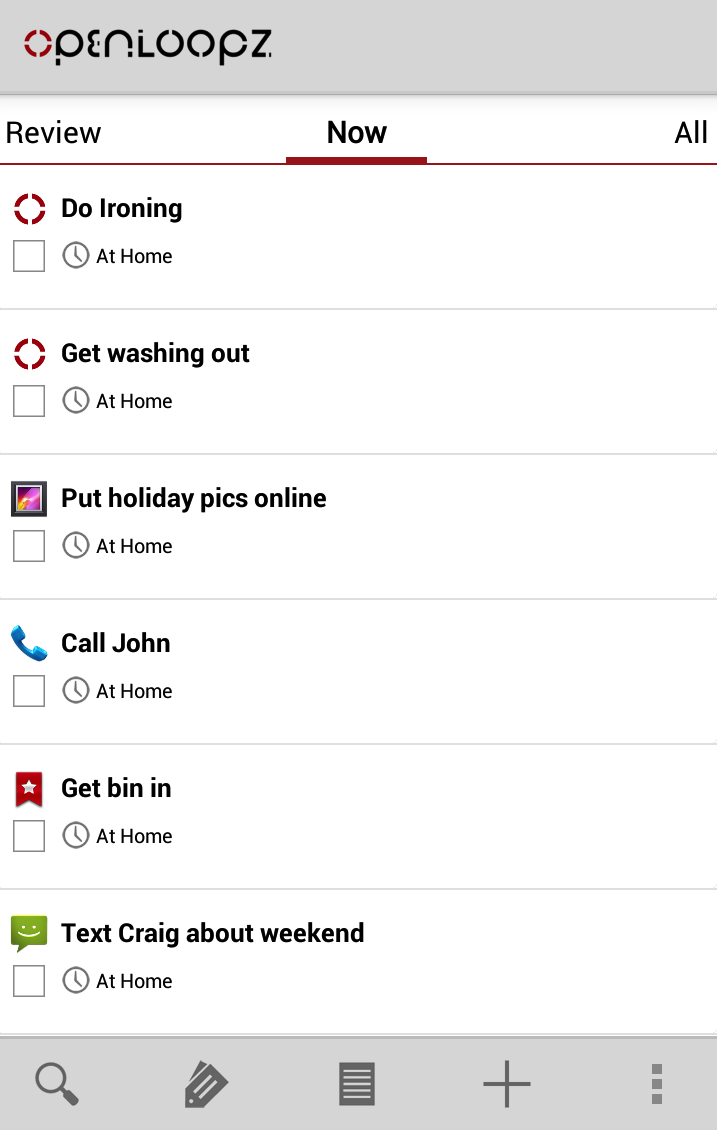 OPENLOOPZ
Review Now All
Do Ironing
At Home
Get washing out
At Home
Put holiday pics online
At Home
Call John
At Home
Get bin in
At Home
Text Craig about weekend
At Home